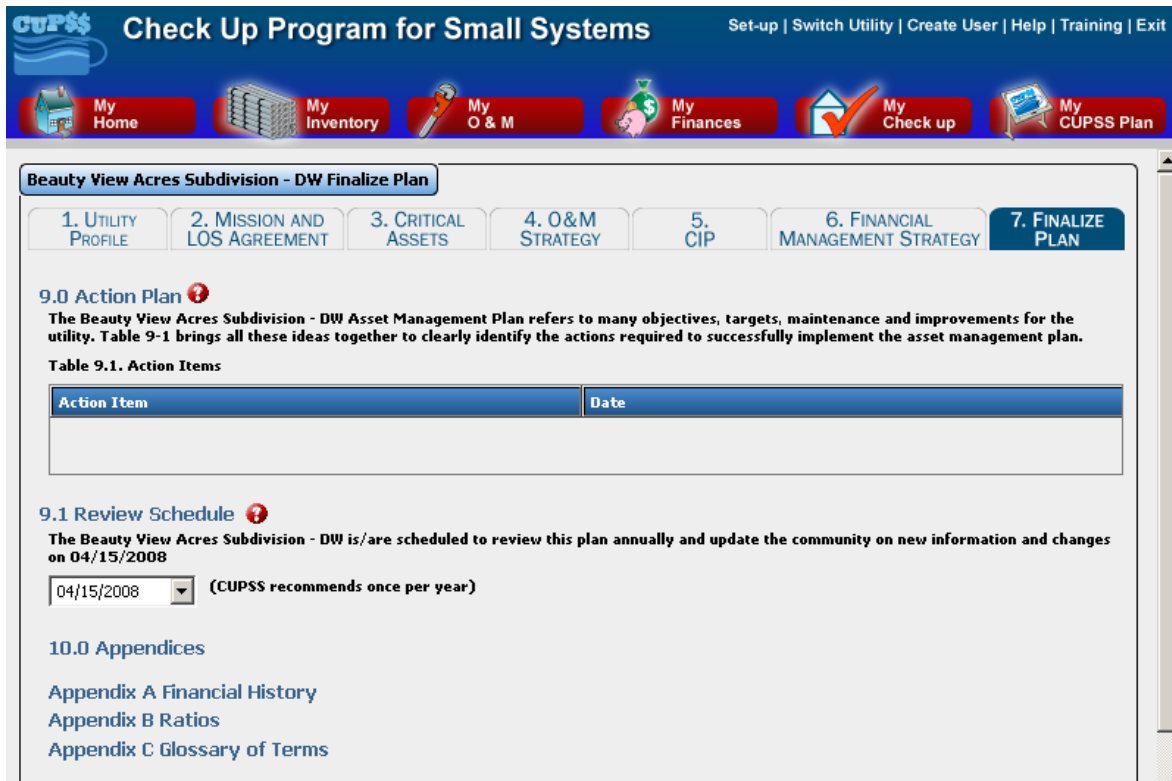 CUP$$
Check Up Program for Small Systems
Set-up | Switch Utility | Create User | Help | Training | Exit
My
Home
My
Inventory
My
O & M
My
Finances
My
Check up
My
CUPSS Plan
Beauty View Acres Subdivision - DW Finalize Plan
1. UTILITY
PROFILE
2. MISSION AND
LOS AGREEMENT
3. CRITICAL
ASSETS
4. O&M
STRATEGY
5.
CIP
6. FINANCIAL
MANAGEMENT STRATEGY
7. FINALIZE
PLAN
9.0 Action Plan ?
The Beauty View Acres Subdivision - DW Asset Management Plan refers to many objectives, targets, maintenance and improvements for the
utility. Table 9-1 brings all these ideas together to clearly identify the actions required to successfully implement the asset management plan.
Table 9.1. Action Items
Action Item
Date
9.1 Review Schedule ?
The Beauty View Acres Subdivision - DW is/are scheduled to review this plan annually and update the community on new information and changes
on 04/15/2008
04/15/2008
(CUPSS recommends once per year)
10.0 Appendices
Appendix A Financial History
Appendix B Ratios
Appendix C Glossary of Terms